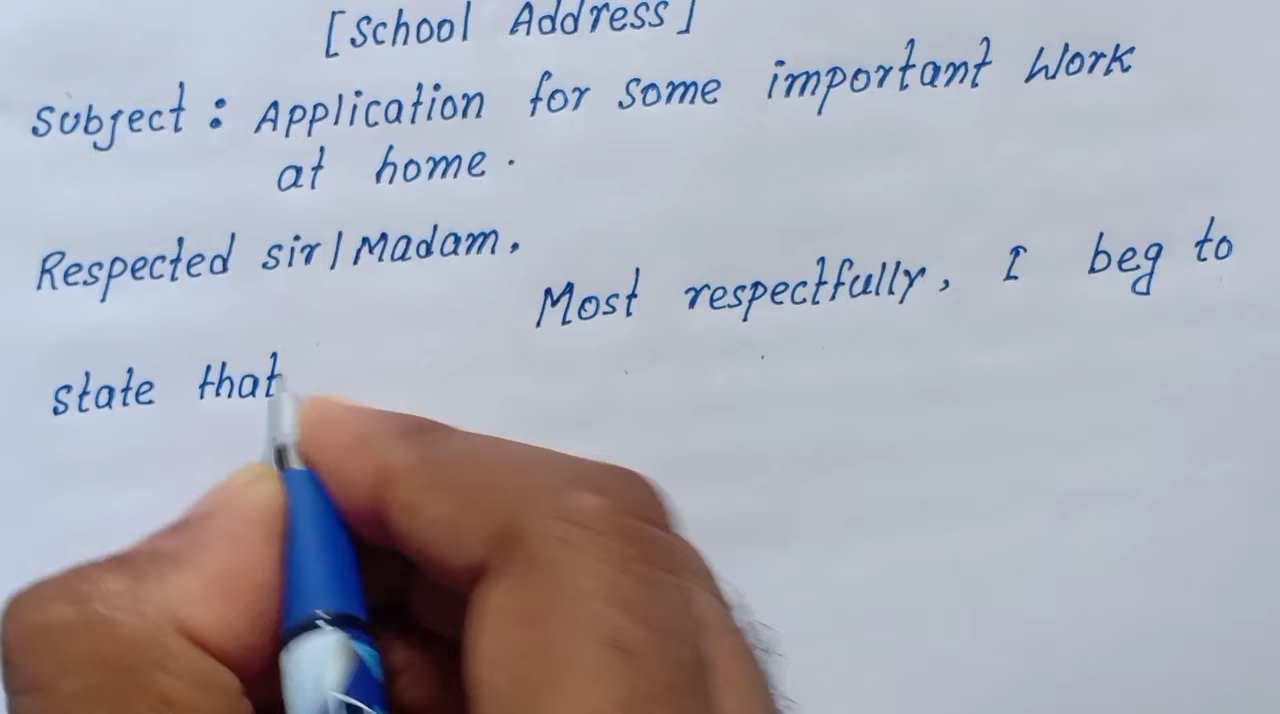 [School Address]
Subject : Application for some important Work
at home.
Respected sir/Madam,
Most respectfully, I beg to
state that